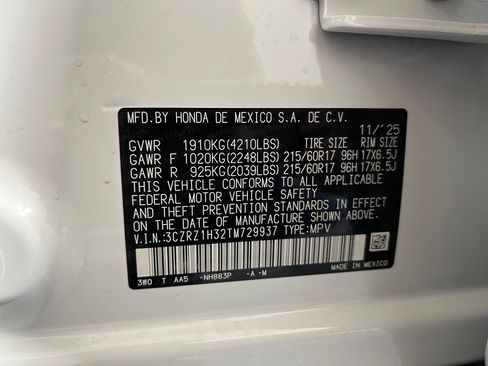 MFD.BY HONDA DE MEXICO S.A. DE C.V.
11/'25
GVWR 1910KG(4210LBS) TIRE SIZE RIM SIZE
GAWR F 1020KG(2248LBS) 215/60R17 96H 17X6.5J
GAWR R 925KG(2039LBS) 215/60R17 96H 17X6.5J
THIS VEHICLE CONFORMS TO ALL APPLICABLE
FEDERAL MOTOR VEHICLE SAFETY
AND THEFT PREVENTION STANDARDS IN EFFECT
ON THE DATE OF MANUFACTURE SHOWN ABOVE.
V.I.N.:3CZRZ1H32TM729937 TYPE:MPV
3W0 T AA5 -NH883P -A -M
MADE IN MEXICO